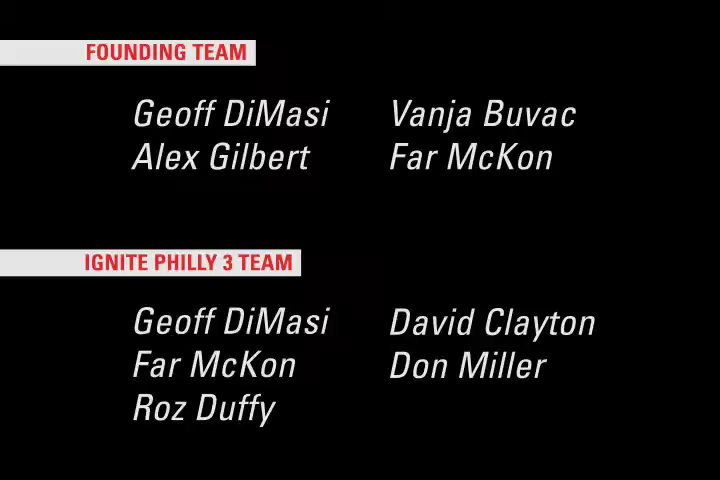 FOUNDING TEAM
Geoff DiMasi
Alex Gilbert
Vanja Buvac
Far McKon
IGNITE PHILLY 3 TEAM
Geoff DiMasi
Far McKon
Roz Duffy
David Clayton
Don Miller